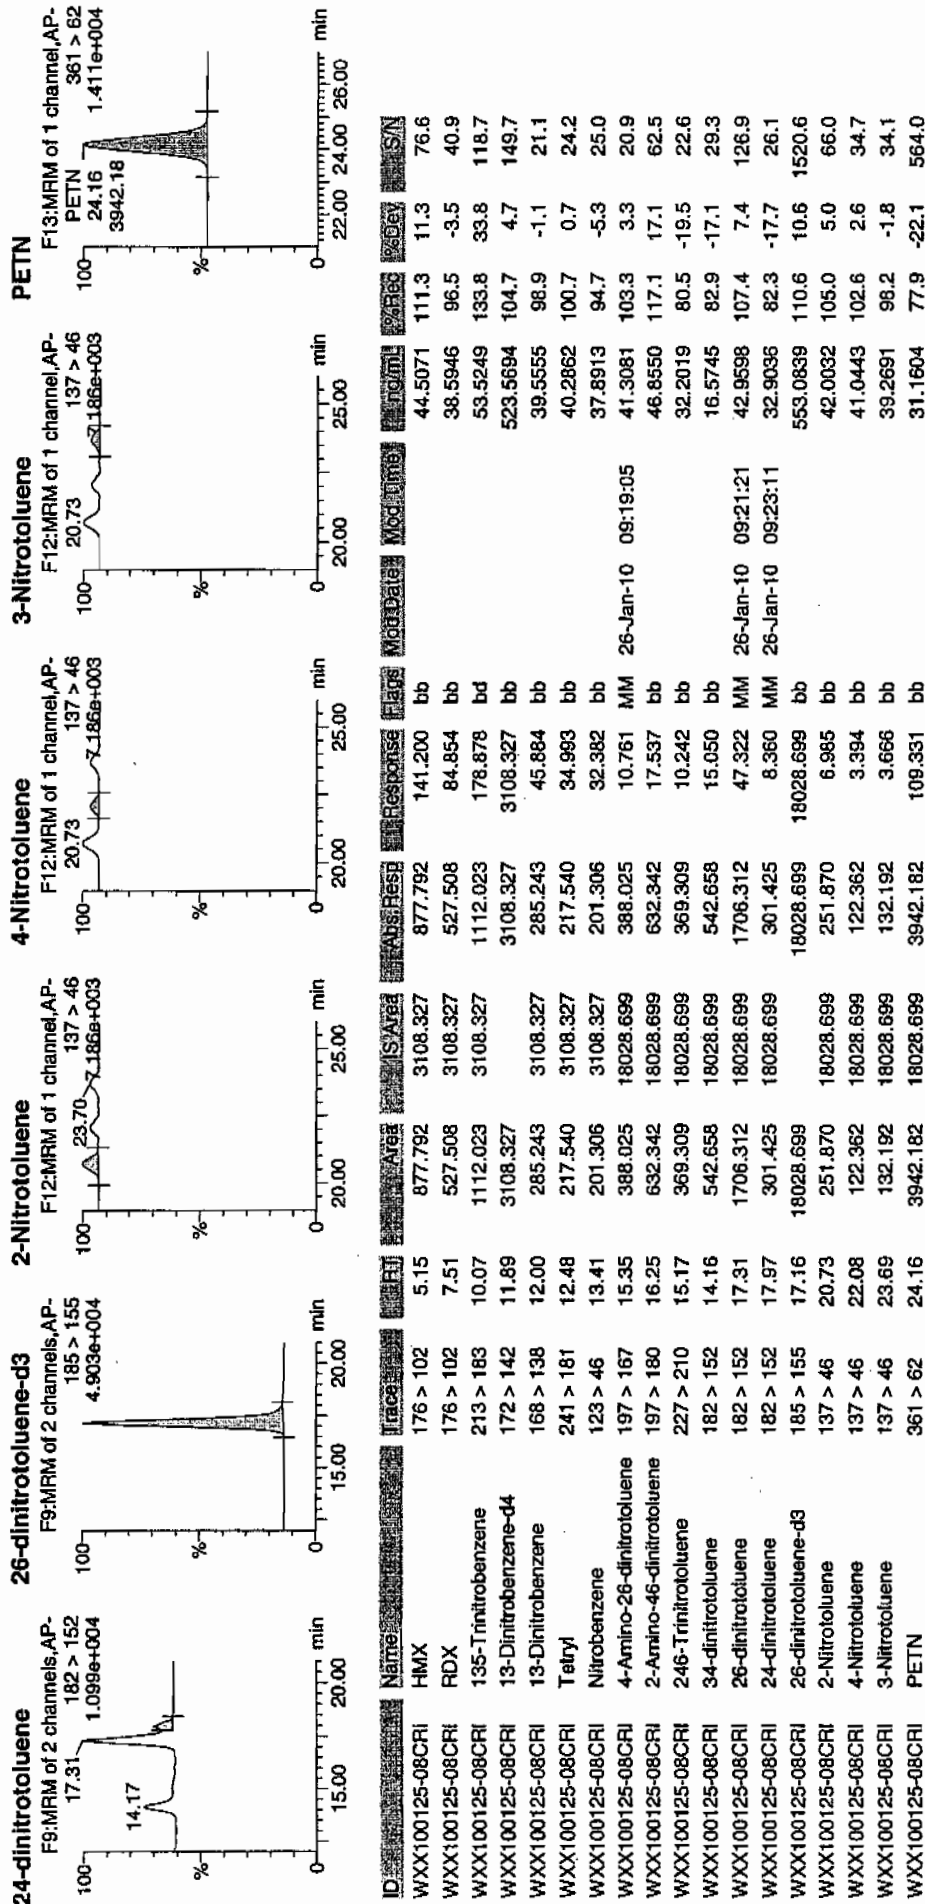 24-dinitrotoluene
F9:MRM of 2 channels,AP-
17.31 182 > 152
1.099e+004
100
14.17
%
0
15.00 20.00 min
26-dinitrotoluene-d3
F9:MRM of 2 channels,AP-
185 > 155
4.903e+004
100
%
0
15.00 20.00 min
2-Nitrotoluene
F12:MRM of 1 channel,AP-
137 > 46
23.70 7.186e+003
100
%
0
20.00 25.00 min
4-Nitrotoluene
F12:MRM of 1 channel,AP-
20.73 137 > 46
7.186e+003
100
%
0
20.00 25.00 min
3-Nitrotoluene
F12:MRM of 1 channel,AP-
20.73 137 > 46
7.186e+003
100
%
0
20.00 25.00 min
PETN
F13:MRM of 1 channel,AP-
PETN 361 > 62
24.16 1.411e+004
3942.18
100
%
0
22.00 24.00 26.00 min
ID Name Trace RT Area IS Area Abs Resp Response Flags Mod Date Mod Time ng/mL %Rec %Dev S/N
WXX100125-08CRI HMX 176 > 102 5.15 877.792 3108.327 877.792 141.200 bb 44.5071 111.3 11.3 76.6
WXX100125-08CRI RDX 176 > 102 7.51 527.508 3108.327 527.508 84.854 bb 38.5946 96.5 -3.5 40.9
WXX100125-08CRI 135-Trinitrobenzene 213 > 183 10.07 1112.023 3108.327 1112.023 178.878 bd 53.5249 133.8 33.8 118.7
WXX100125-08CRI 13-Dinitrobenzene-d4 172 > 142 11.89 3108.327 3108.327 3108.327 bb 523.5694 104.7 4.7 149.7
WXX100125-08CRI 13-Dinitrobenzene 168 > 138 12.00 285.243 3108.327 285.243 45.884 bb 39.5555 98.9 -1.1 21.1
WXX100125-08CRI Tetryl 241 > 181 12.48 217.540 3108.327 217.540 34.993 bb 40.2862 100.7 0.7 24.2
WXX100125-08CRI Nitrobenzene 123 > 46 13.41 201.306 3108.327 201.306 32.382 bb 37.8913 94.7 -5.3 25.0
WXX100125-08CRI 4-Amino-26-dinitrotoluene 197 > 167 15.35 388.025 18028.699 388.025 10.761 MM 26-Jan-10 09:19:05 41.3081 103.3 3.3 20.9
WXX100125-08CRI 2-Amino-46-dinitrotoluene 197 > 180 16.25 632.342 18028.699 632.342 17.537 bb 46.8550 117.1 17.1 62.5
WXX100125-08CRI 246-Trinitrotoluene 227 > 210 15.17 369.309 18028.699 369.309 10.242 bb 32.2019 80.5 -19.5 22.6
WXX100125-08CRI 34-dinitrotoluene 182 > 152 14.16 542.658 18028.699 542.658 15.050 bb 16.5745 82.9 -17.1 29.3
WXX100125-08CRI 26-dinitrotoluene 182 > 152 17.31 1706.312 18028.699 1706.312 47.322 MM 26-Jan-10 09:21:21 42.9598 107.4 7.4 126.9
WXX100125-08CRI 24-dinitrotoluene 182 > 152 17.97 301.425 18028.699 301.425 8.360 MM 26-Jan-10 09:23:11 32.9036 82.3 -17.7 26.1
WXX100125-08CRI 26-dinitrotoluene-d3 185 > 155 17.16 18028.699 18028.699 18028.699 bb 553.0839 110.6 10.6 1520.6
WXX100125-08CRI 2-Nitrotoluene 137 > 46 20.73 251.870 18028.699 251.870 6.985 bb 42.0032 105.0 5.0 66.0
WXX100125-08CRI 4-Nitrotoluene 137 > 46 22.08 122.362 18028.699 122.362 3.394 bb 41.0443 102.6 2.6 34.7
WXX100125-08CRI 3-Nitrotoluene 137 > 46 23.69 132.192 18028.699 132.192 3.666 bb 39.2691 98.2 -1.8 34.1
WXX100125-08CRI PETN 361 > 62 24.16 3942.182 18028.699 3942.182 109.331 bb 31.1604 77.9 -22.1 564.0